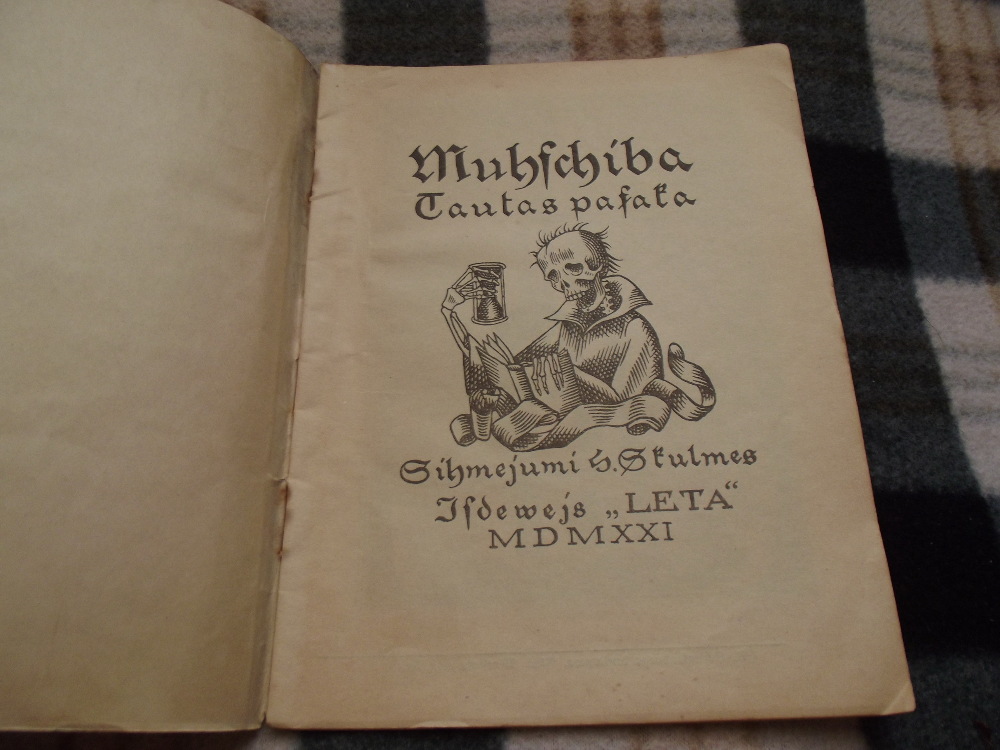 Muhſchiba
Tautas paſaka
Sihmejumi H. Skulmes
Iſdewejs „LETA“
MDMXXI